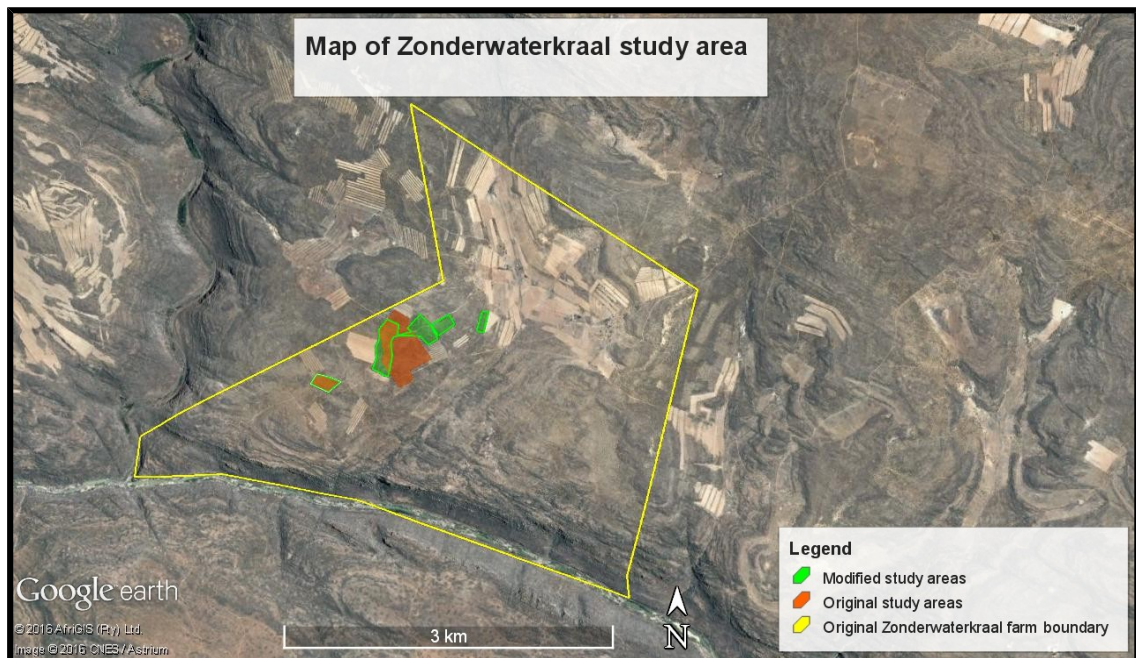 Map of Zonderwaterkraal study area
Legend
Modified study areas
Original study areas
Original Zonderwaterkraal farm boundary
Google earth
© 2016 AfriGIS (Pty) Ltd.
Image © 2016 CNES / Astrium
3 km
N